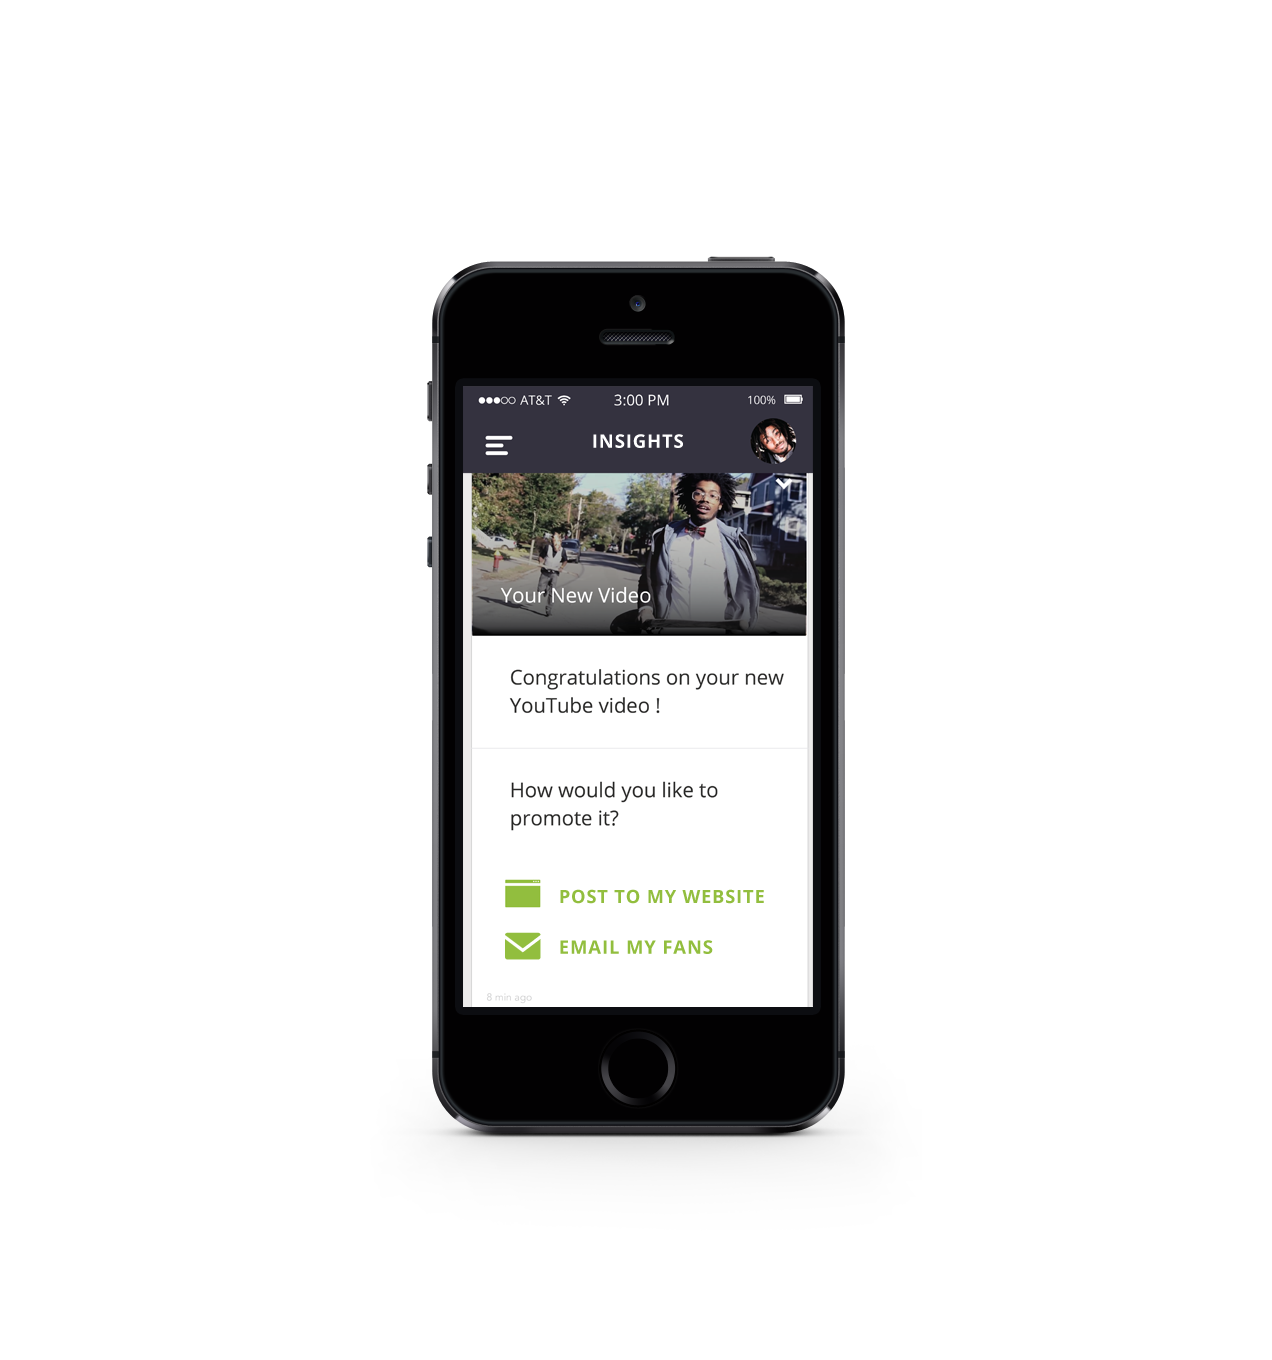 AT&T 3:00 PM 100%
INSIGHTS
Your New Video
Congratulations on your new
YouTube video !
How would you like to
promote it?
POST TO MY WEBSITE
EMAIL MY FANS
8 min ago